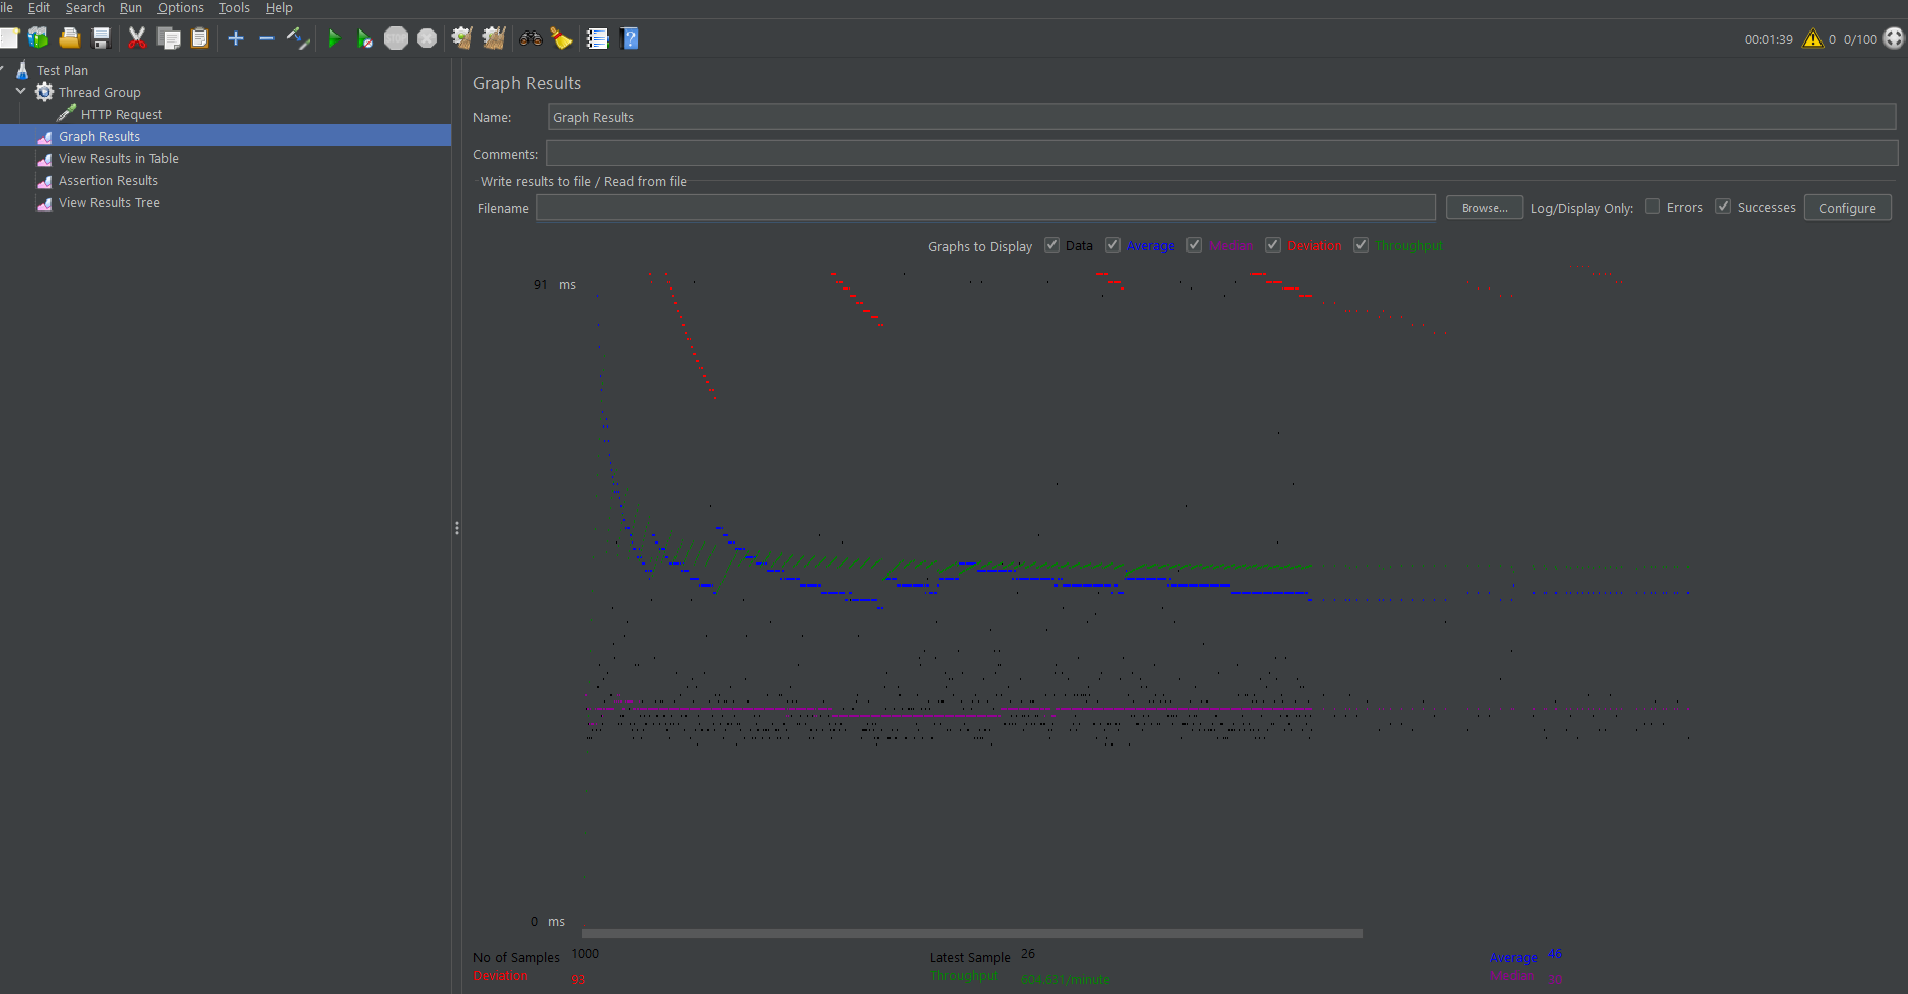 ile Edit Search Run Options Tools Help
00:01:39 0 0/100
Test Plan
Thread Group
HTTP Request
Graph Results
View Results in Table
Assertion Results
View Results Tree
Graph Results
Name: Graph Results
Comments:
Write results to file / Read from file
Filename Browse... Log/Display Only: Errors Successes Configure
Graphs to Display Data Average Median Deviation Throughput
91 ms
0 ms
No of Samples 1000 Latest Sample 26 Average 46
Deviation 93 Throughput 604.631/minute Median